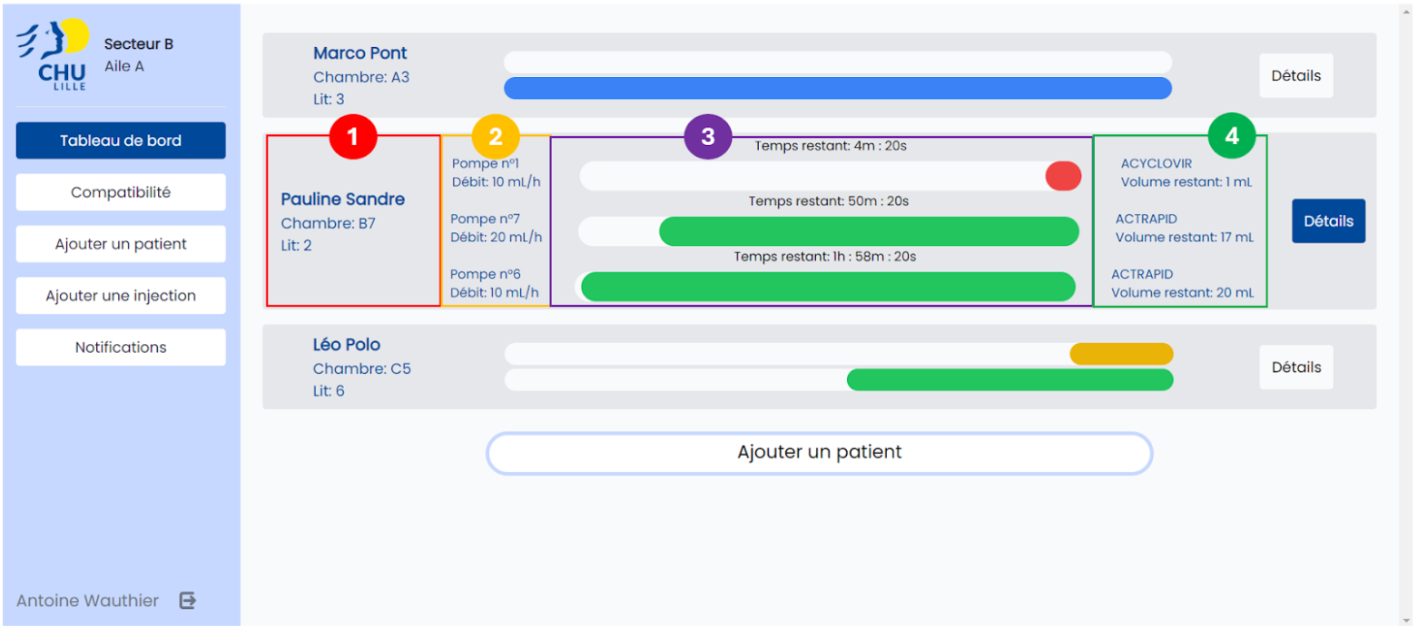 CHU
LILLE
Secteur B
Aile A
Tableau de bord
Compatibilité
Ajouter un patient
Ajouter une injection
Notifications
Antoine Wauthier
Marco Pont
Chambre: A3
Lit: 3
Détails
1
2
3
4
Pauline Sandre
Chambre: B7
Lit: 2
Pompe n°1
Débit: 10 mL/h
Temps restant: 4m : 20s
ACYCLOVIR
Volume restant: 1 mL
Pompe n°7
Débit: 20 mL/h
Temps restant: 50m : 20s
ACTRAPID
Volume restant: 17 mL
Pompe n°6
Débit: 10 mL/h
Temps restant: 1h : 58m : 20s
ACTRAPID
Volume restant: 20 mL
Détails
Léo Polo
Chambre: C5
Lit: 6
Détails
Ajouter un patient